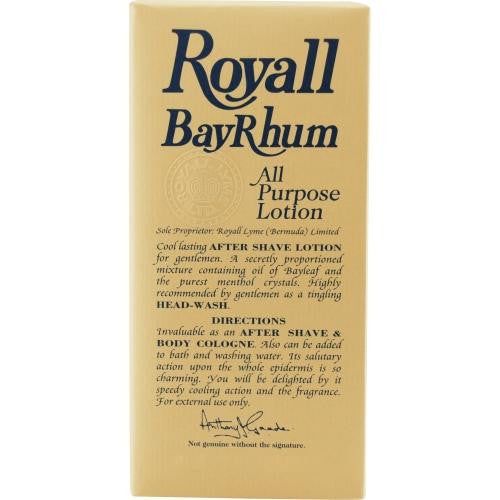 Royall
BayRhum
All
Purpose
Lotion
Sole Proprietor: Royall Lyme (Bermuda) Limited
Cool lasting AFTER SHAVE LOTION
for gentlemen. A secretly proportioned
mixture containing oil of Bayleaf and
the purest menthol crystals. Highly
recommended by gentlemen as a tingling
HEAD-WASH.
DIRECTIONS
Invaluable as an AFTER SHAVE &
BODY COLOGNE. Also can be added
to bath and washing water. Its salutary
action upon the whole epidermis is so
charming. You will be delighted by it
speedy cooling action and the fragrance.
For external use only.
Not genuine without the signature.